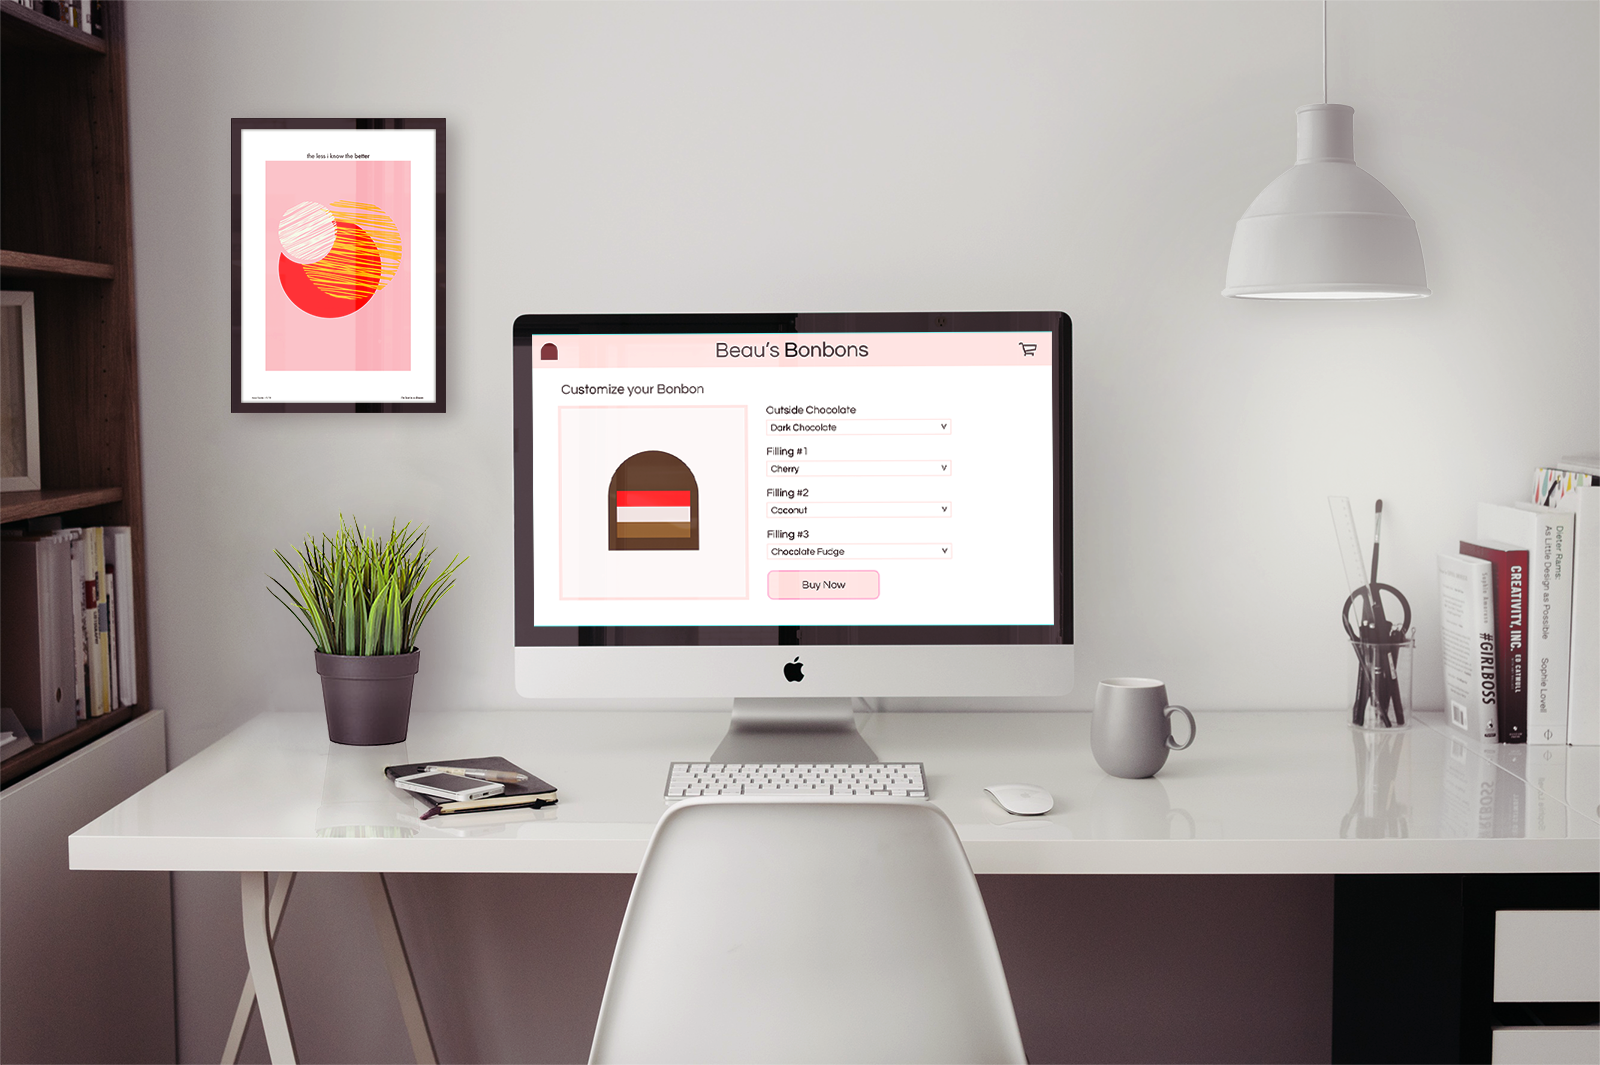 the less i know the better
Beau's Bonbons
Customize your Bonbon
Outside Chocolate
Dark Chocolate
Filling #1
Cherry
Filling #2
Coconut
Filling #3
Chocolate Fudge
Buy Now
Sophia Amoruso
#GIRLBOSS
CREATIVITY, INC.
ED CATMULL
Dieter Rams:
As Little Design as Possible
Sophie Lovell